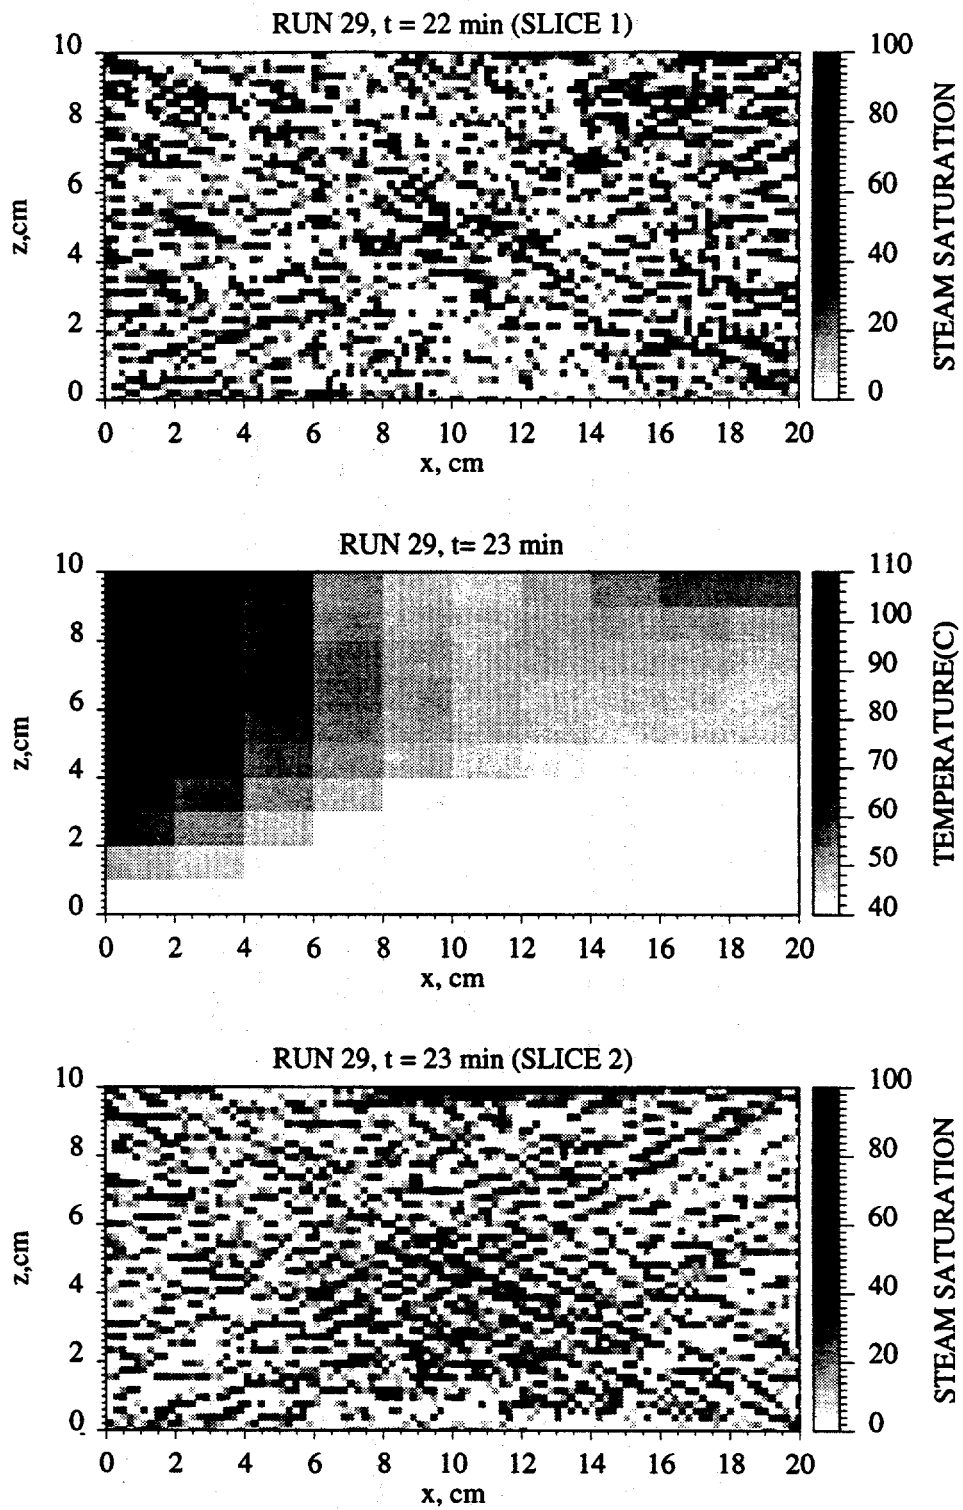 RUN 29, t = 22 min (SLICE 1)
10
8
6
4
2
0
z,cm
0 2 4 6 8 10 12 14 16 18 20
x, cm
100
80
60
40
20
0
STEAM SATURATION
RUN 29, t= 23 min
10
8
6
4
2
0
z,cm
0 2 4 6 8 10 12 14 16 18 20
x, cm
110
100
90
80
70
60
50
40
TEMPERATURE(C)
RUN 29, t = 23 min (SLICE 2)
10
8
6
4
2
0
z,cm
0 2 4 6 8 10 12 14 16 18 20
x, cm
100
80
60
40
20
0
STEAM SATURATION